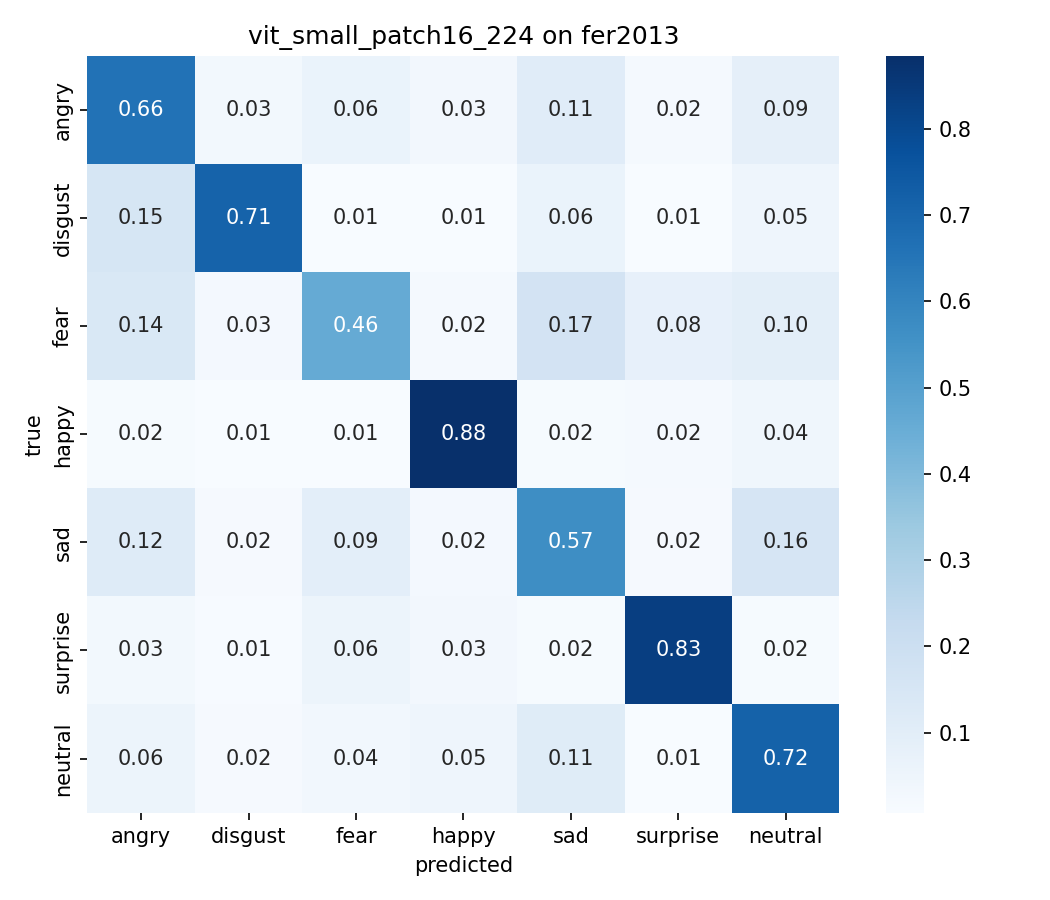 vit_small_patch16_224 on fer2013
angry 0.66 0.03 0.06 0.03 0.11 0.02 0.09
disgust 0.15 0.71 0.01 0.01 0.06 0.01 0.05
fear 0.14 0.03 0.46 0.02 0.17 0.08 0.10
true
happy 0.02 0.01 0.01 0.88 0.02 0.02 0.04
sad 0.12 0.02 0.09 0.02 0.57 0.02 0.16
surprise 0.03 0.01 0.06 0.03 0.02 0.83 0.02
neutral 0.06 0.02 0.04 0.05 0.11 0.01 0.72
angry disgust fear happy sad surprise neutral
predicted
0.8
0.7
0.6
0.5
0.4
0.3
0.2
0.1